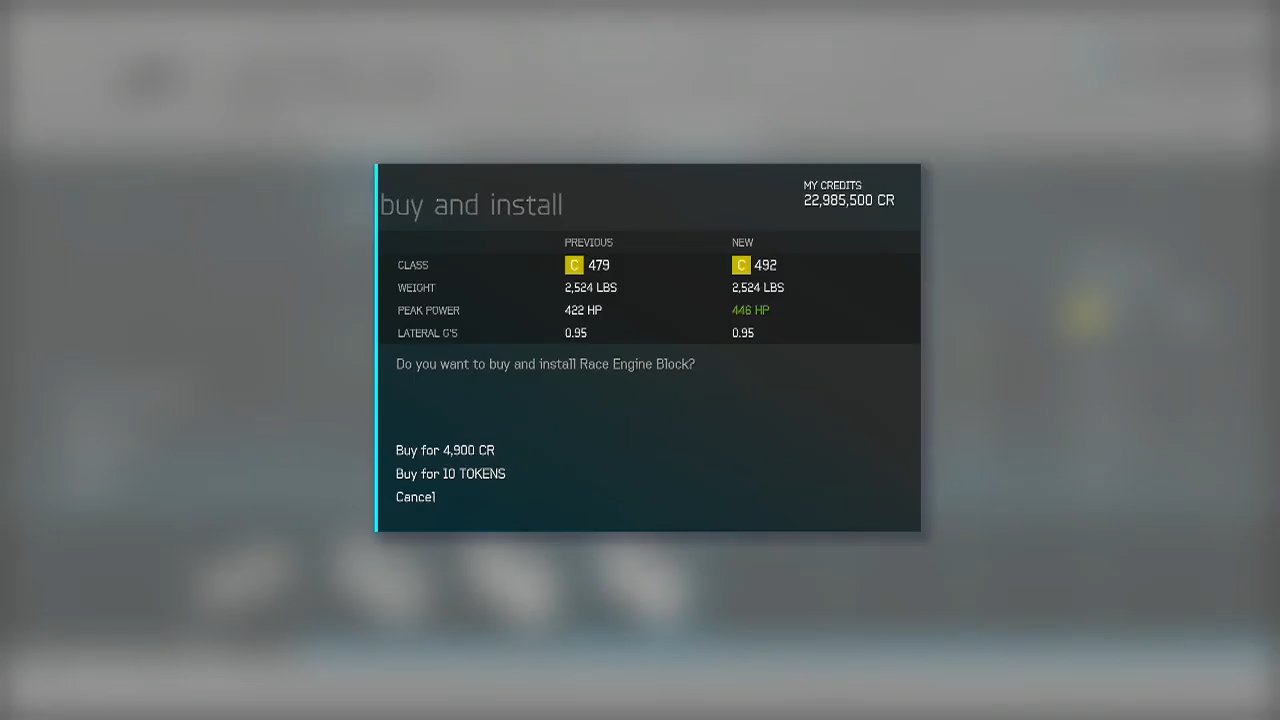 buy and install
MY CREDITS
22,985,500 CR
PREVIOUS NEW
CLASS C 479 C 492
WEIGHT 2,524 LBS 2,524 LBS
PEAK POWER 422 HP 446 HP
LATERAL G'S 0.95 0.95
Do you want to buy and install Race Engine Block?
Buy for 4,900 CR
Buy for 10 TOKENS
Cancel